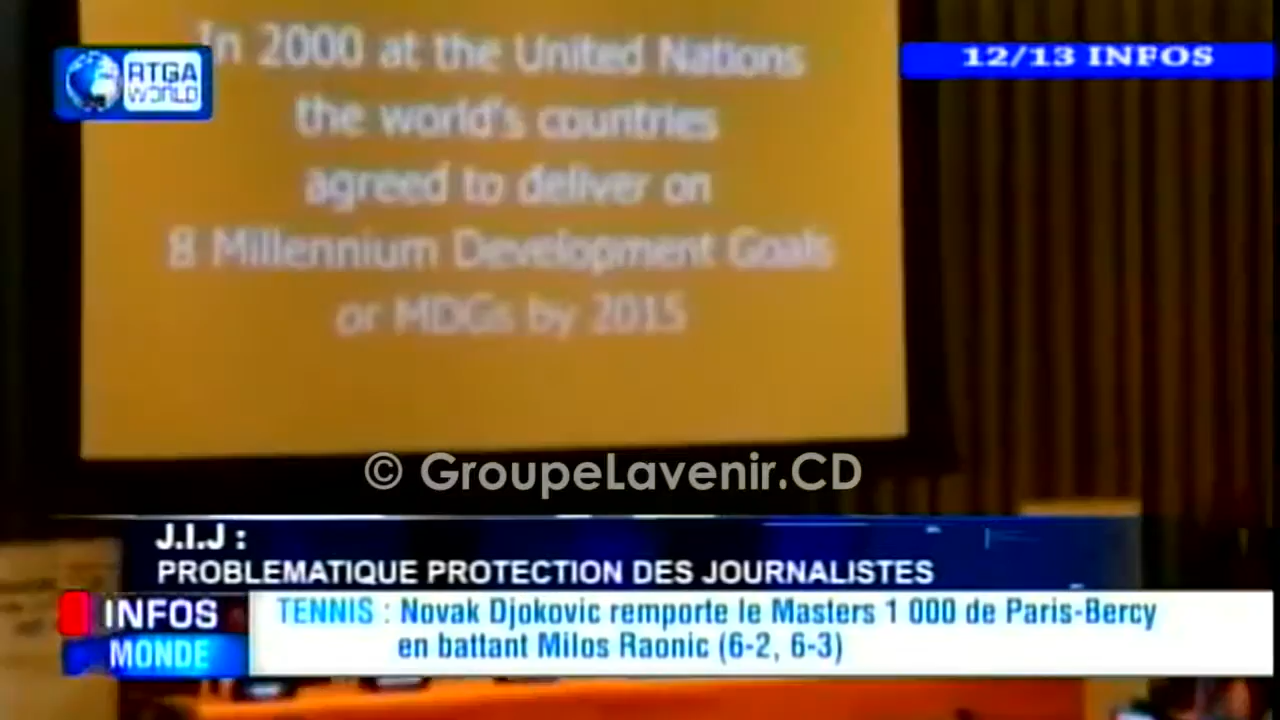 In 2000 at the United Nations
the world's countries
agreed to deliver on
8 Millennium Development Goals
or MDGs by 2015
RTGA
WORLD
12/13 INFOS
© GroupeLavenir.CD
J.I.J :
PROBLEMATIQUE PROTECTION DES JOURNALISTES
INFOS
MONDE
TENNIS : Novak Djokovic remporte le Masters 1 000 de Paris-Bercy
en battant Milos Raonic (6-2, 6-3)